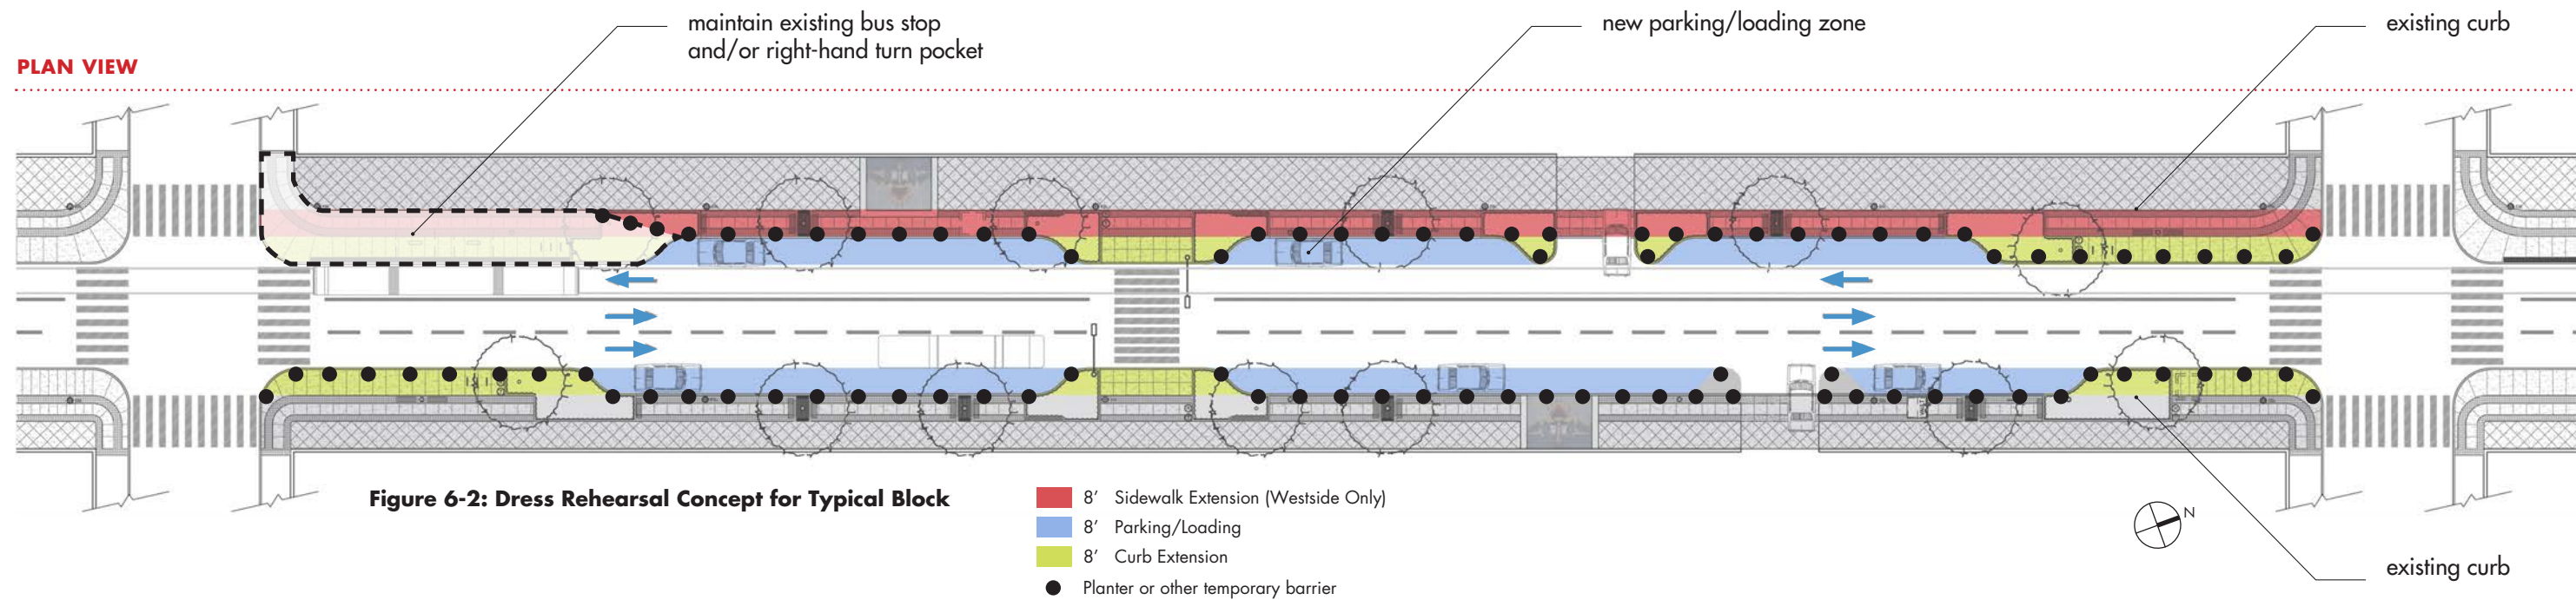 maintain existing bus stop
and/or right-hand turn pocket
new parking/loading zone
existing curb
PLAN VIEW
Figure 6-2: Dress Rehearsal Concept for Typical Block
8’ Sidewalk Extension (Westside Only)
8’ Parking/Loading
8’ Curb Extension
Planter or other temporary barrier
N
existing curb